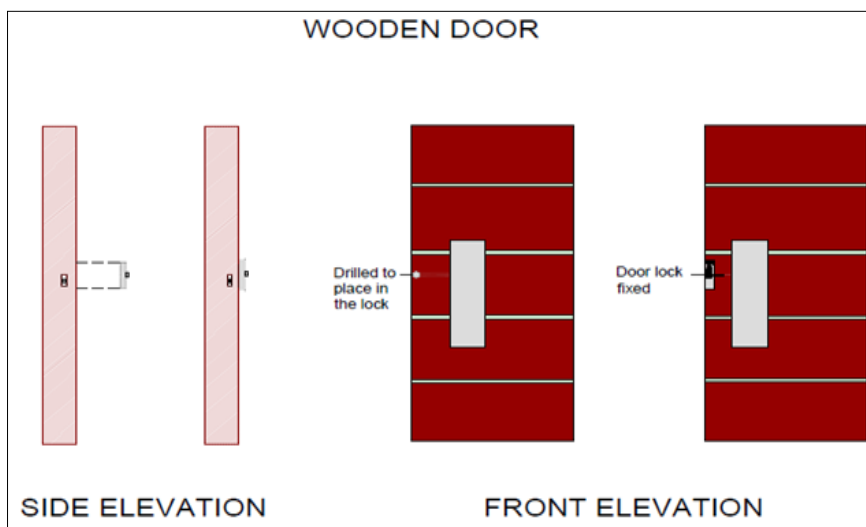 WOODEN DOOR
Drilled to
place in
the lock
Door lock
fixed
SIDE ELEVATION
FRONT ELEVATION